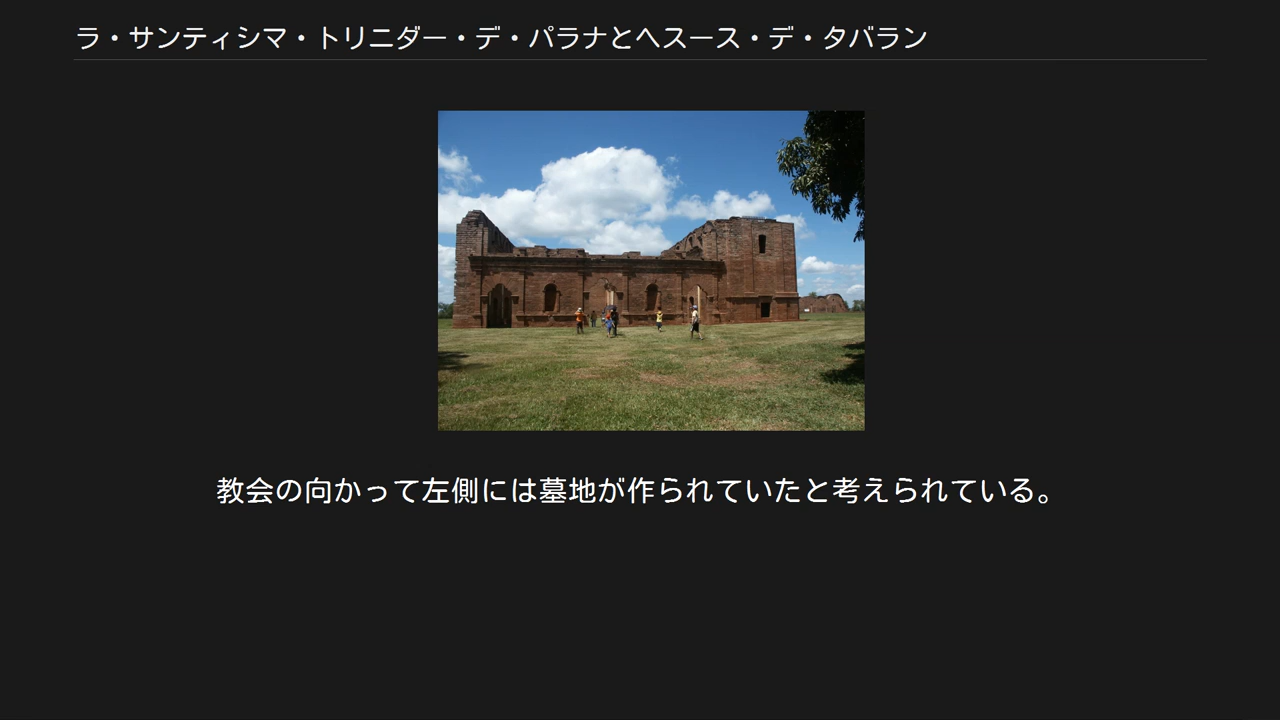 ラ・サンティシマ・トリニダー・デ・パラナとヘスース・デ・タバラン
教会の向かって左側には墓地が作られていたと考えられている。